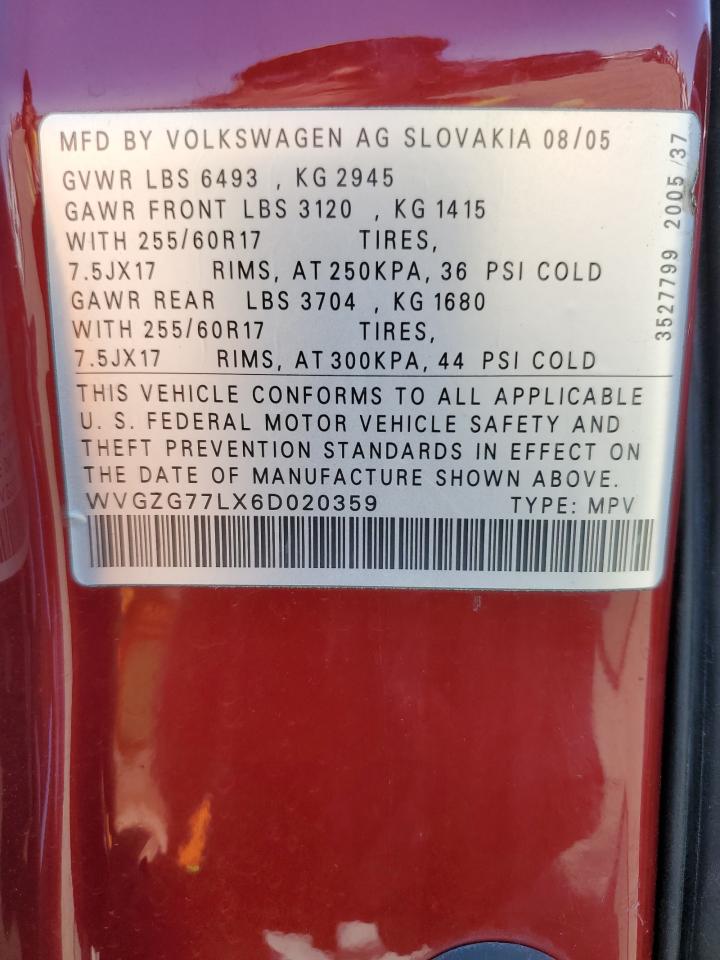 MFD BY VOLKSWAGEN AG SLOVAKIA 08/05
GVWR LBS 6493 , KG 2945
GAWR FRONT LBS 3120 , KG 1415
WITH 255/60R17 TIRES,
7.5JX17 RIMS, AT 250KPA, 36 PSI COLD
GAWR REAR LBS 3704 , KG 1680
WITH 255/60R17 TIRES,
7.5JX17 RIMS, AT 300KPA, 44 PSI COLD
THIS VEHICLE CONFORMS TO ALL APPLICABLE
U. S. FEDERAL MOTOR VEHICLE SAFETY AND
THEFT PREVENTION STANDARDS IN EFFECT ON
THE DATE OF MANUFACTURE SHOWN ABOVE.
WVGZG77LX6D020359 TYPE: MPV
3527799 2005 /37